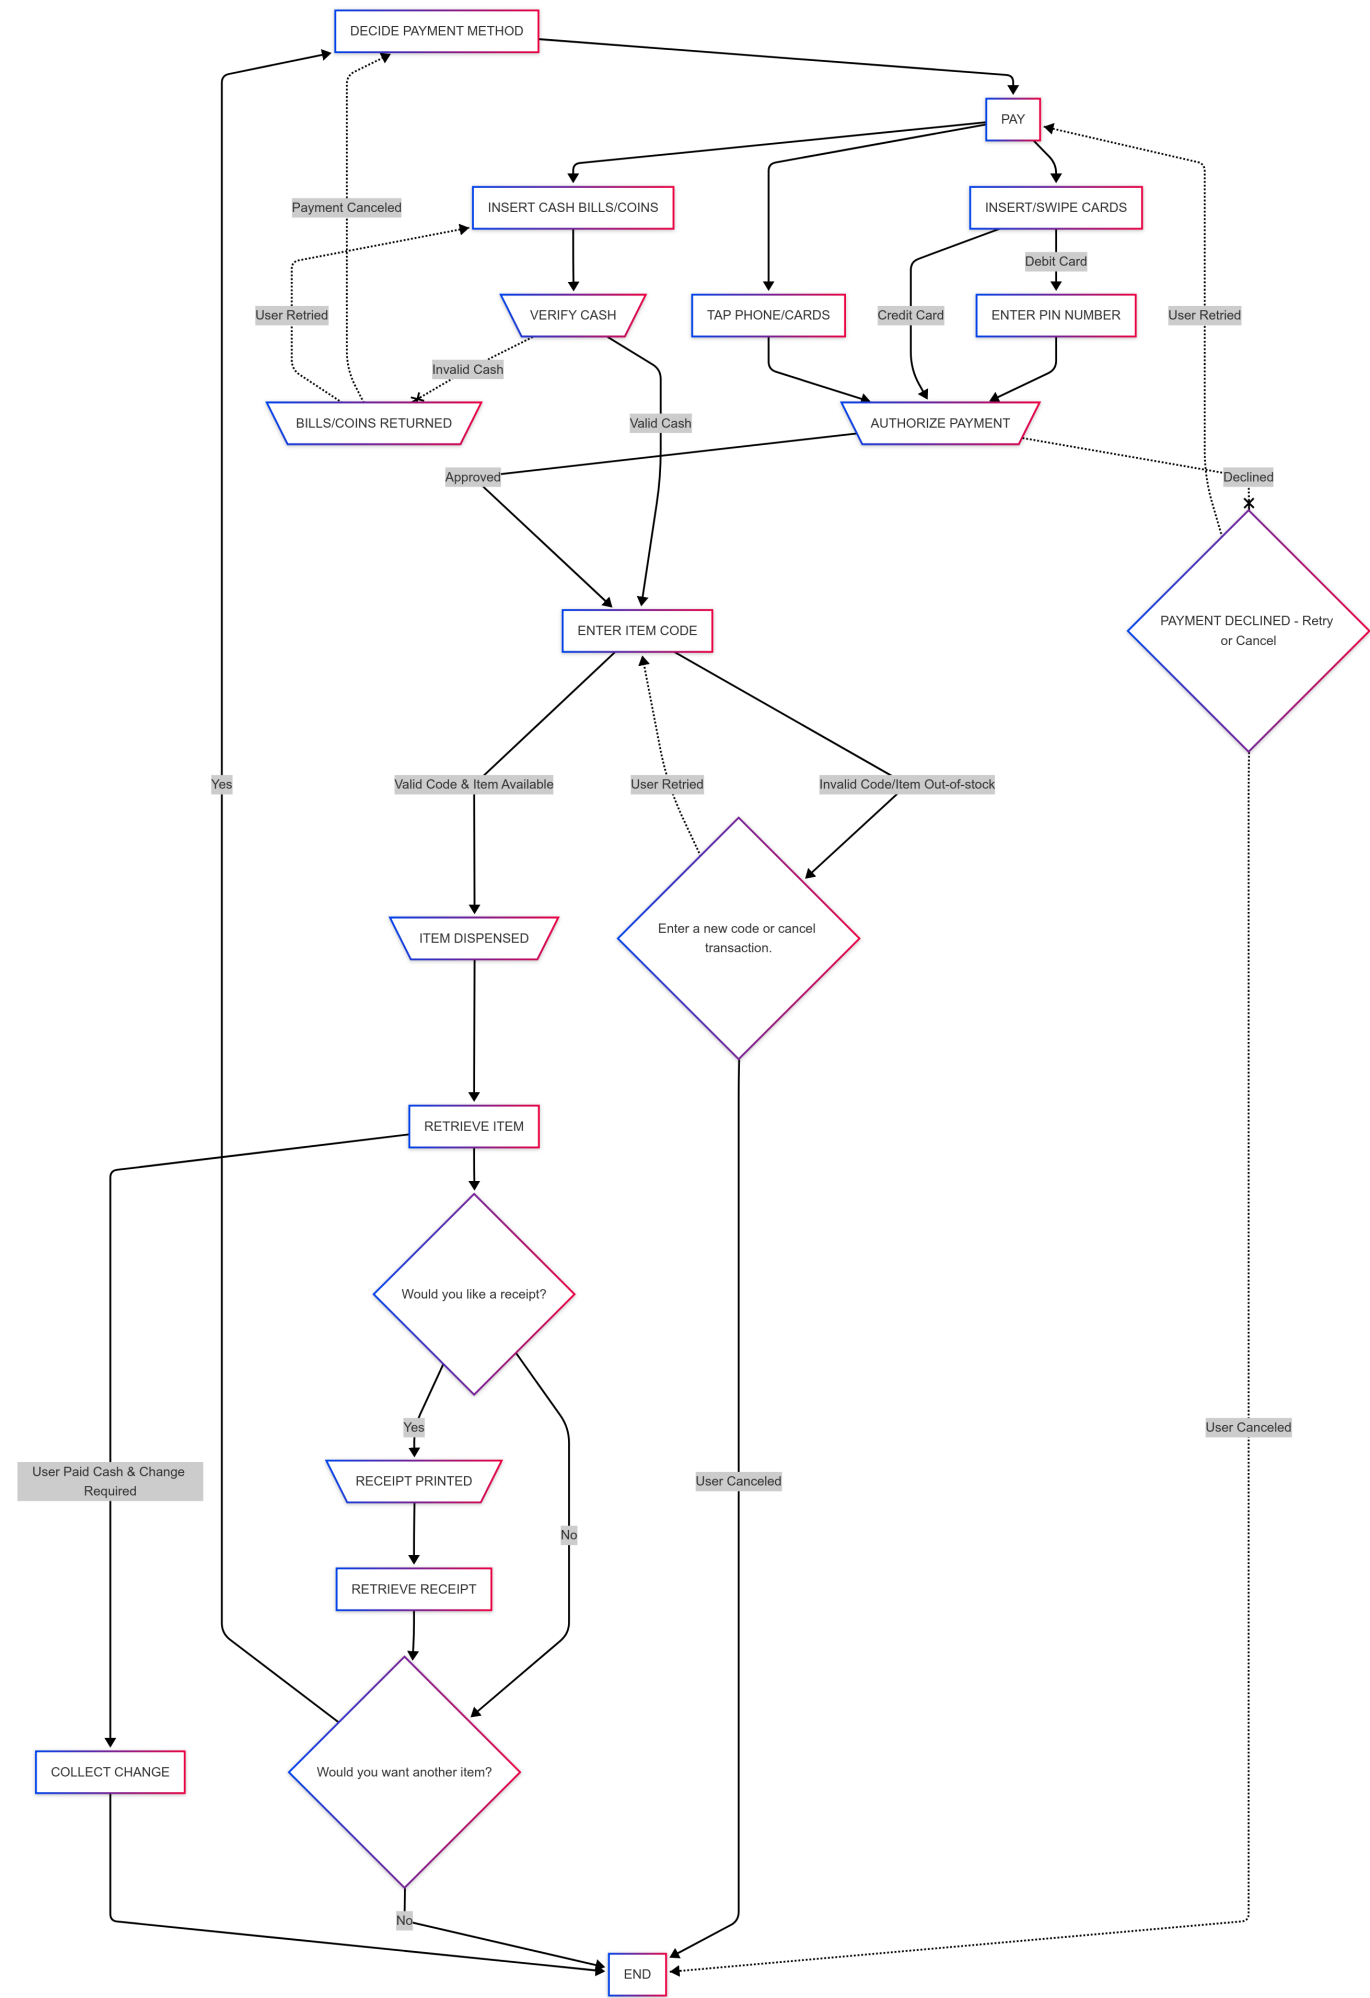 DECIDE PAYMENT METHOD
PAY
Payment Canceled
INSERT CASH BILLS/COINS
INSERT/SWIPE CARDS
Debit Card
User Retried
VERIFY CASH
TAP PHONE/CARDS
Credit Card
ENTER PIN NUMBER
User Retried
Invalid Cash
BILLS/COINS RETURNED
Valid Cash
AUTHORIZE PAYMENT
Approved
Declined
ENTER ITEM CODE
PAYMENT DECLINED - Retry
or Cancel
Yes
Valid Code & Item Available
User Retried
Invalid Code/Item Out-of-stock
ITEM DISPENSED
Enter a new code or cancel
transaction.
RETRIEVE ITEM
Would you like a receipt?
Yes
User Canceled
User Paid Cash & Change
Required
RECEIPT PRINTED
User Canceled
No
RETRIEVE RECEIPT
COLLECT CHANGE
Would you want another item?
No
END